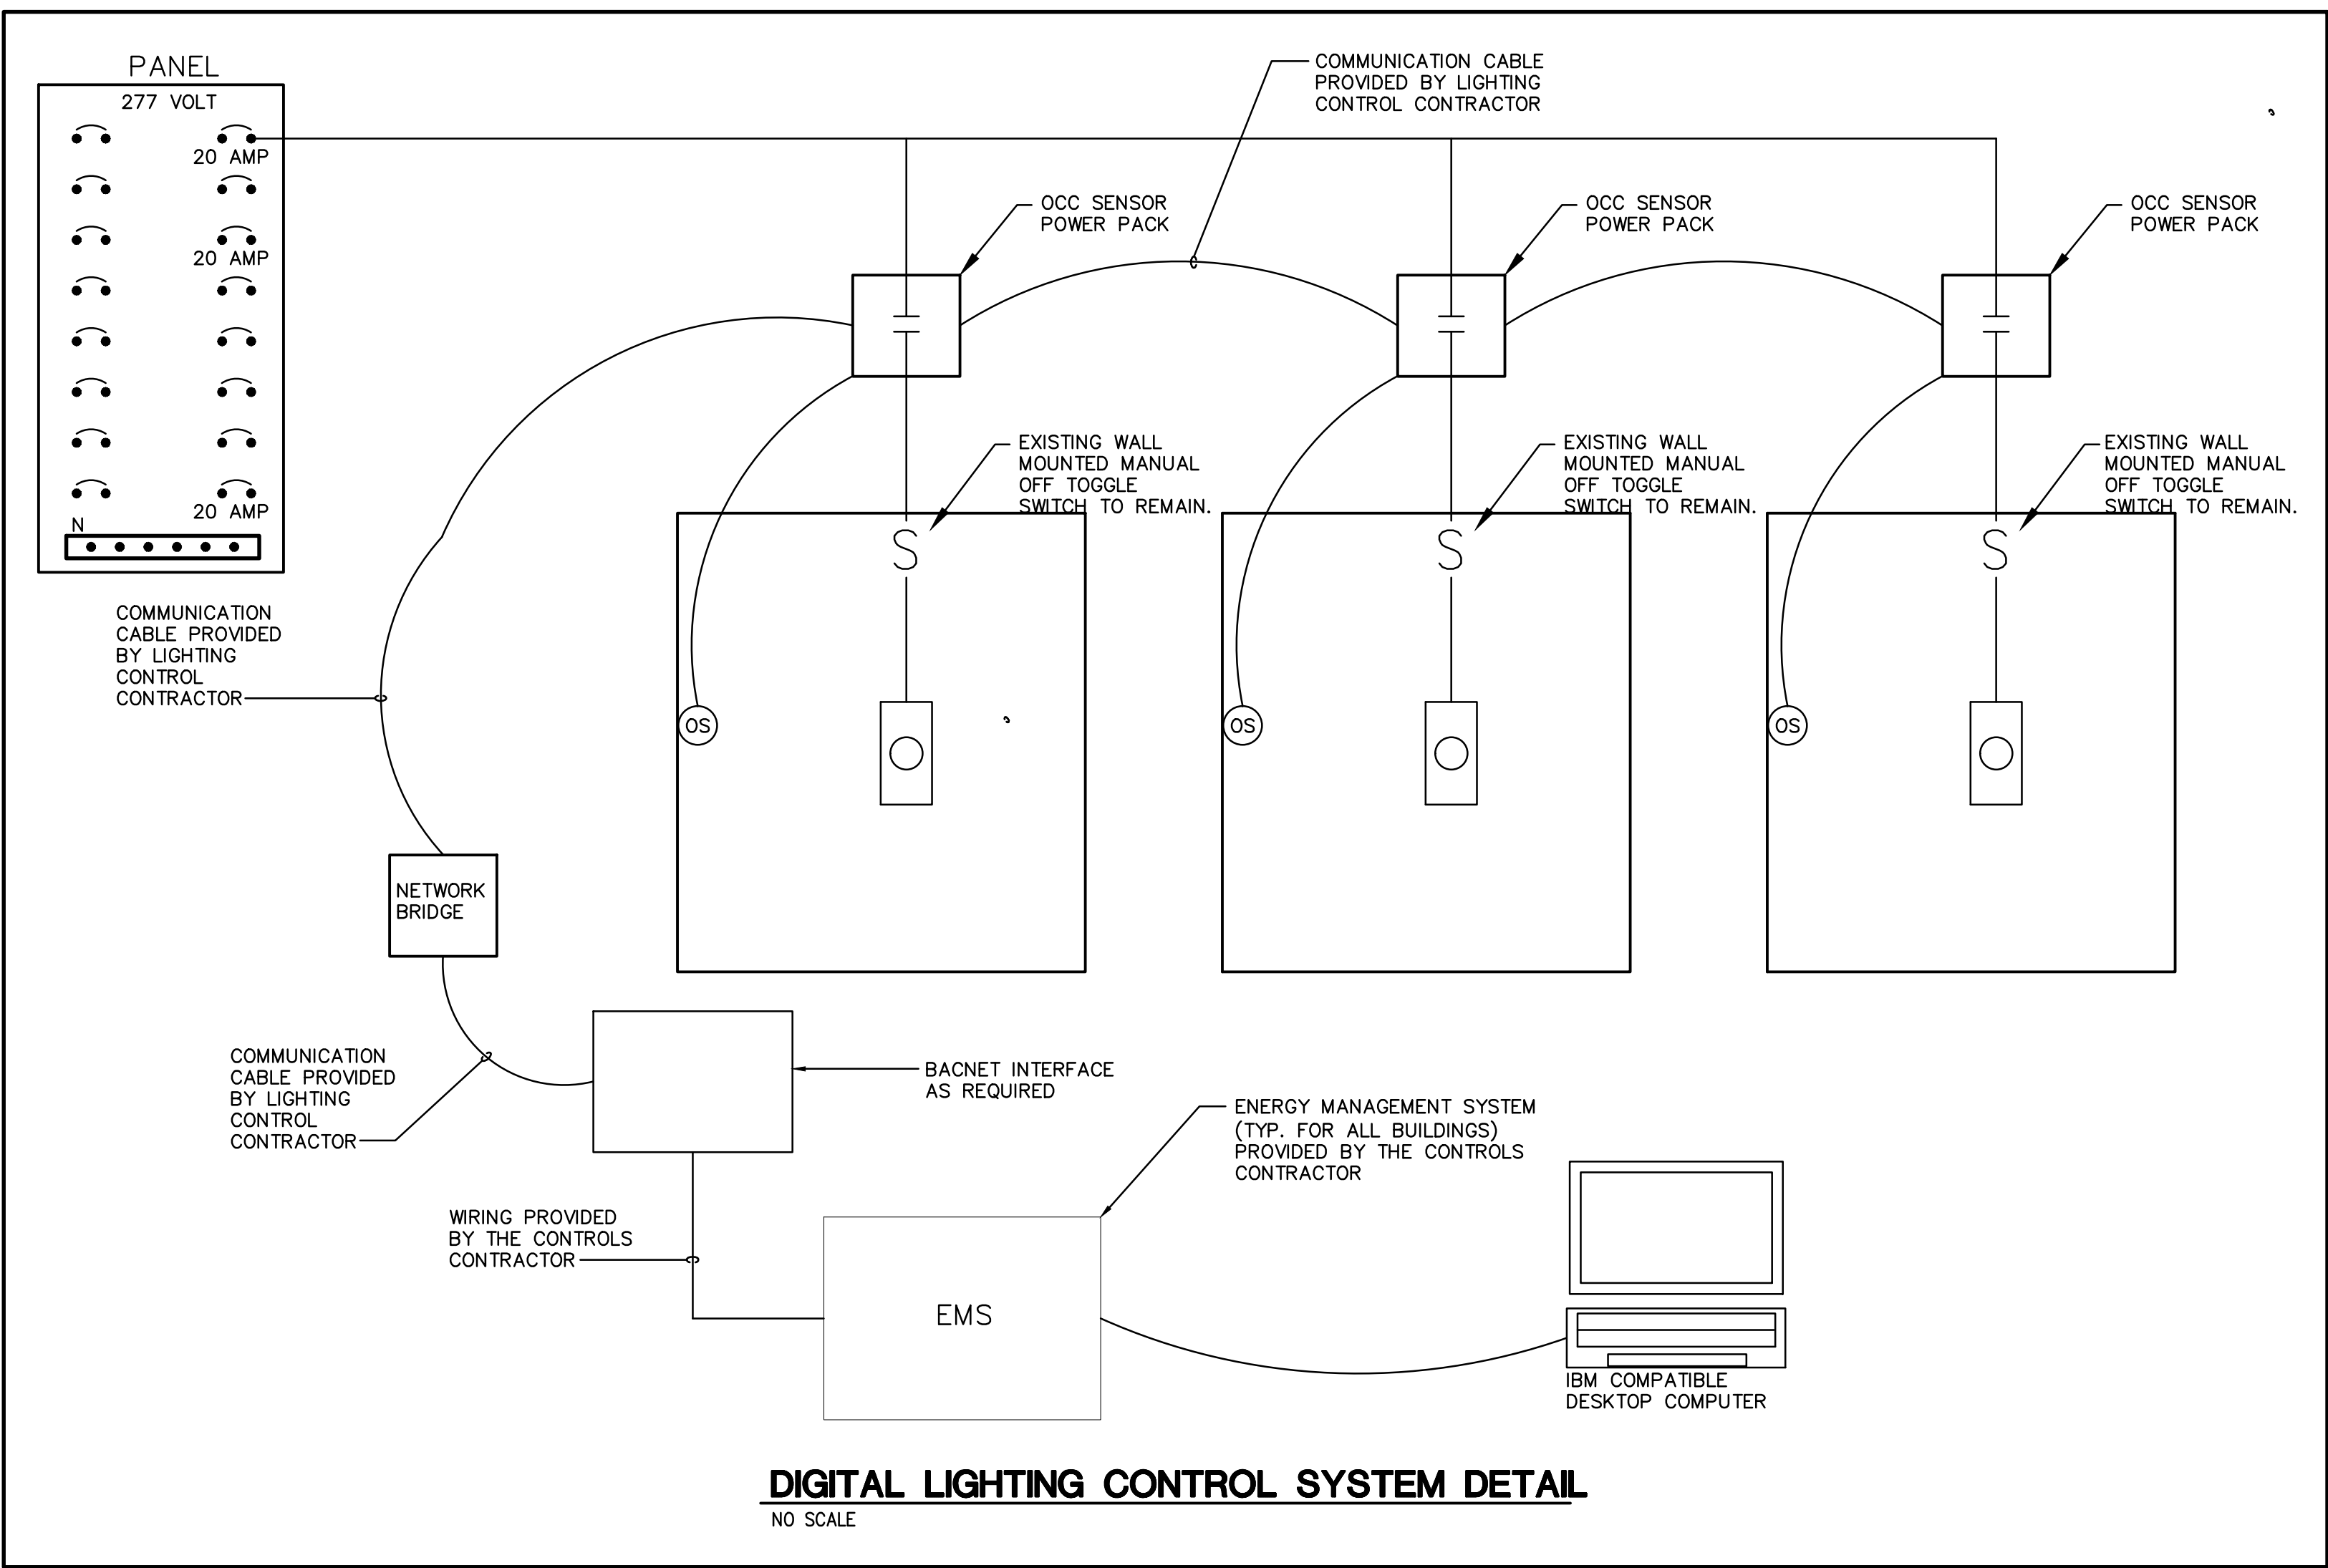 PANEL
277 VOLT
20 AMP
20 AMP
20 AMP
N
COMMUNICATION CABLE
PROVIDED BY LIGHTING
CONTROL CONTRACTOR
OCC SENSOR
POWER PACK
OCC SENSOR
POWER PACK
OCC SENSOR
POWER PACK
EXISTING WALL
MOUNTED MANUAL
OFF TOGGLE
SWITCH TO REMAIN.
EXISTING WALL
MOUNTED MANUAL
OFF TOGGLE
SWITCH TO REMAIN.
EXISTING WALL
MOUNTED MANUAL
OFF TOGGLE
SWITCH TO REMAIN.
S
S
S
COMMUNICATION
CABLE PROVIDED
BY LIGHTING
CONTROL
CONTRACTOR
OS
OS
OS
NETWORK
BRIDGE
COMMUNICATION
CABLE PROVIDED
BY LIGHTING
CONTROL
CONTRACTOR
BACNET INTERFACE
AS REQUIRED
ENERGY MANAGEMENT SYSTEM
(TYP. FOR ALL BUILDINGS)
PROVIDED BY THE CONTROLS
CONTRACTOR
WIRING PROVIDED
BY THE CONTROLS
CONTRACTOR
EMS
IBM COMPATIBLE
DESKTOP COMPUTER
DIGITAL LIGHTING CONTROL SYSTEM DETAIL
NO SCALE